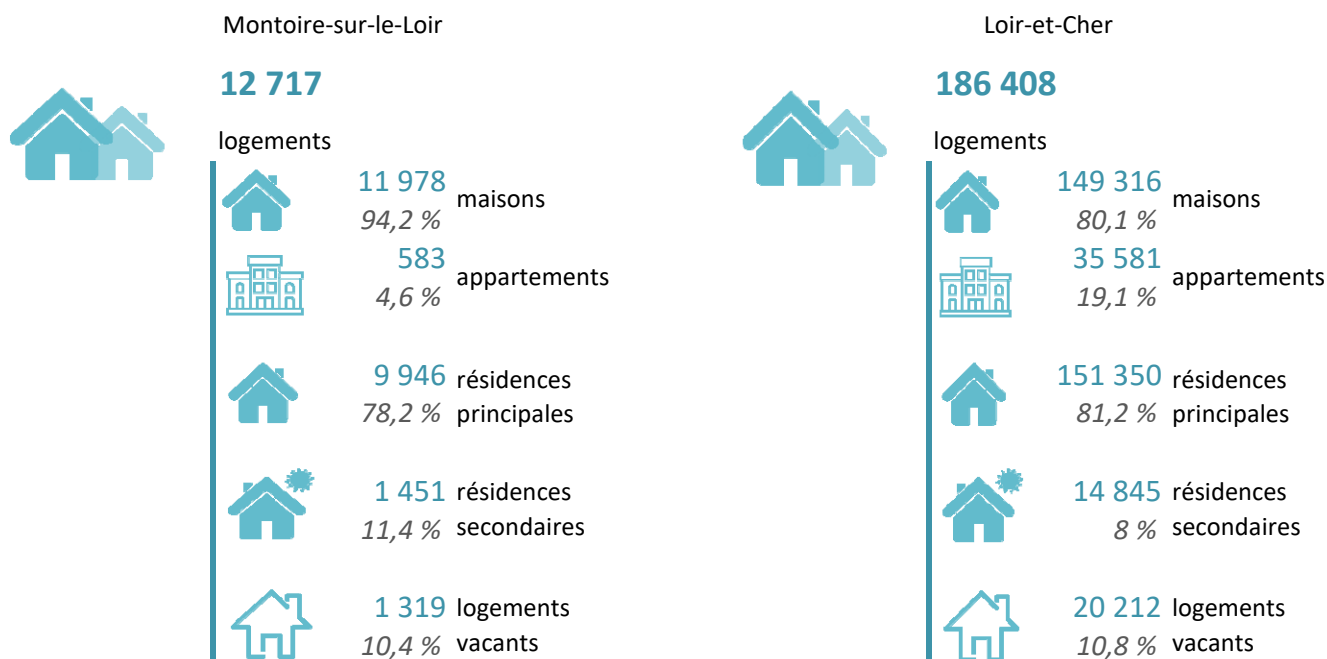 Montoire-sur-le-Loir
12 717
logements
11 978
maisons
94,2 %
583
appartements
4,6 %
9 946 résidences
78,2 % principales
1 451 résidences
11,4 % secondaires
1 319 logements
10,4 % vacants
Loir-et-Cher
186 408
logements
149 316
maisons
80,1 %
35 581
appartements
19,1 %
151 350 résidences
81,2 % principales
14 845 résidences
8 % secondaires
20 212 logements
10,8 % vacants